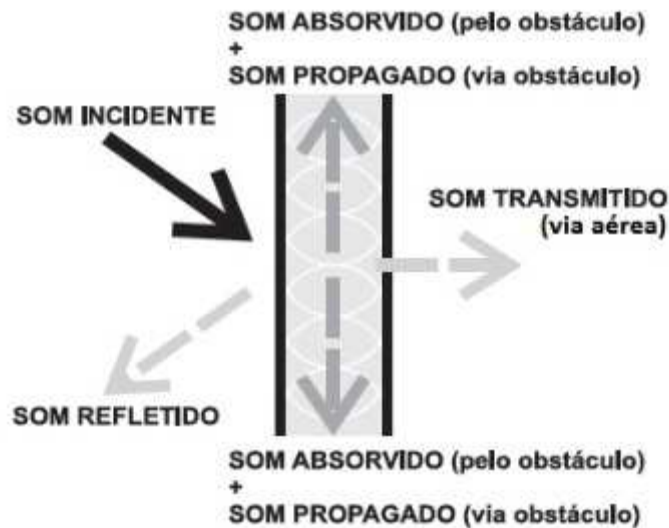 SOM ABSORVIDO (pelo obstáculo)
+
SOM PROPAGADO (via obstáculo)
SOM INCIDENTE
SOM TRANSMITIDO
(via aérea)
SOM REFLETIDO
SOM ABSORVIDO (pelo obstáculo)
+
SOM PROPAGADO (via obstáculo)